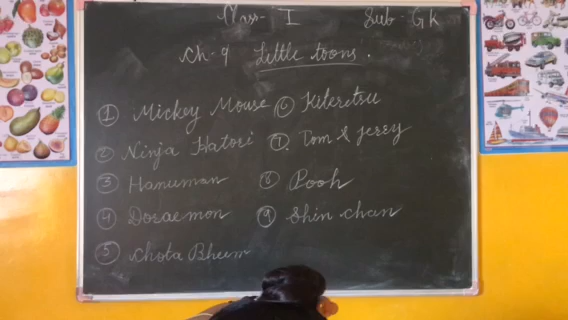 Class - I Sub - G K
Ch - 9 Little toons .
① Mickey Mouse
② Ninja Hatori
③ Hanuman
④ Doraemon
⑤ Chota Bheem
⑥ Kiteretsu
⑦ Tom & jerry
⑧ Pooh
⑨ Shin chan